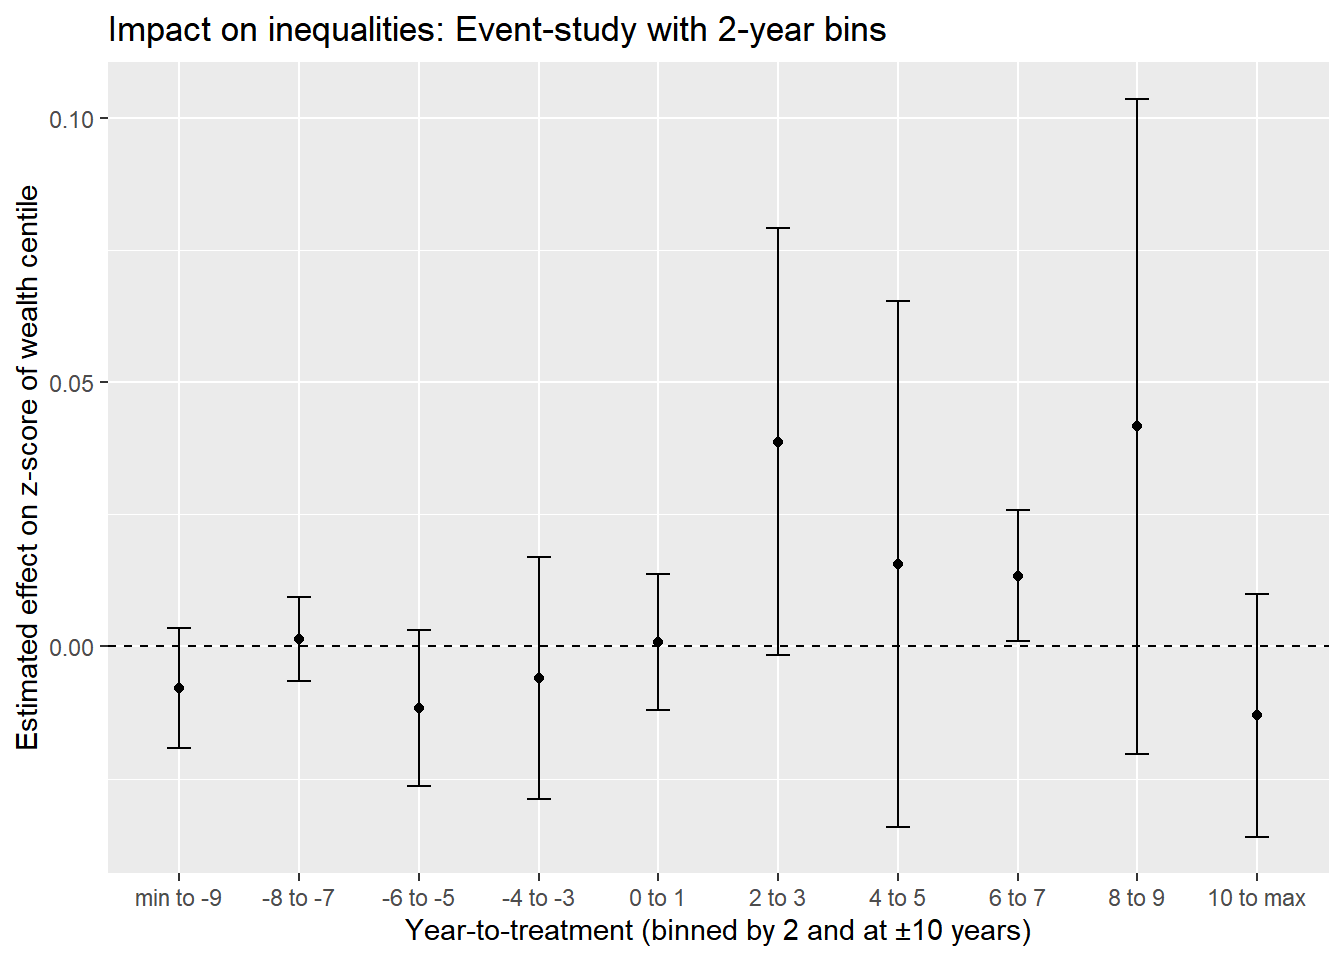 Impact on inequalities: Event-study with 2-year bins
Estimated effect on z-score of wealth centile
0.10
0.05
0.00
min to -9 -8 to -7 -6 to -5 -4 to -3 0 to 1 2 to 3 4 to 5 6 to 7 8 to 9 10 to max
Year-to-treatment (binned by 2 and at ±10 years)